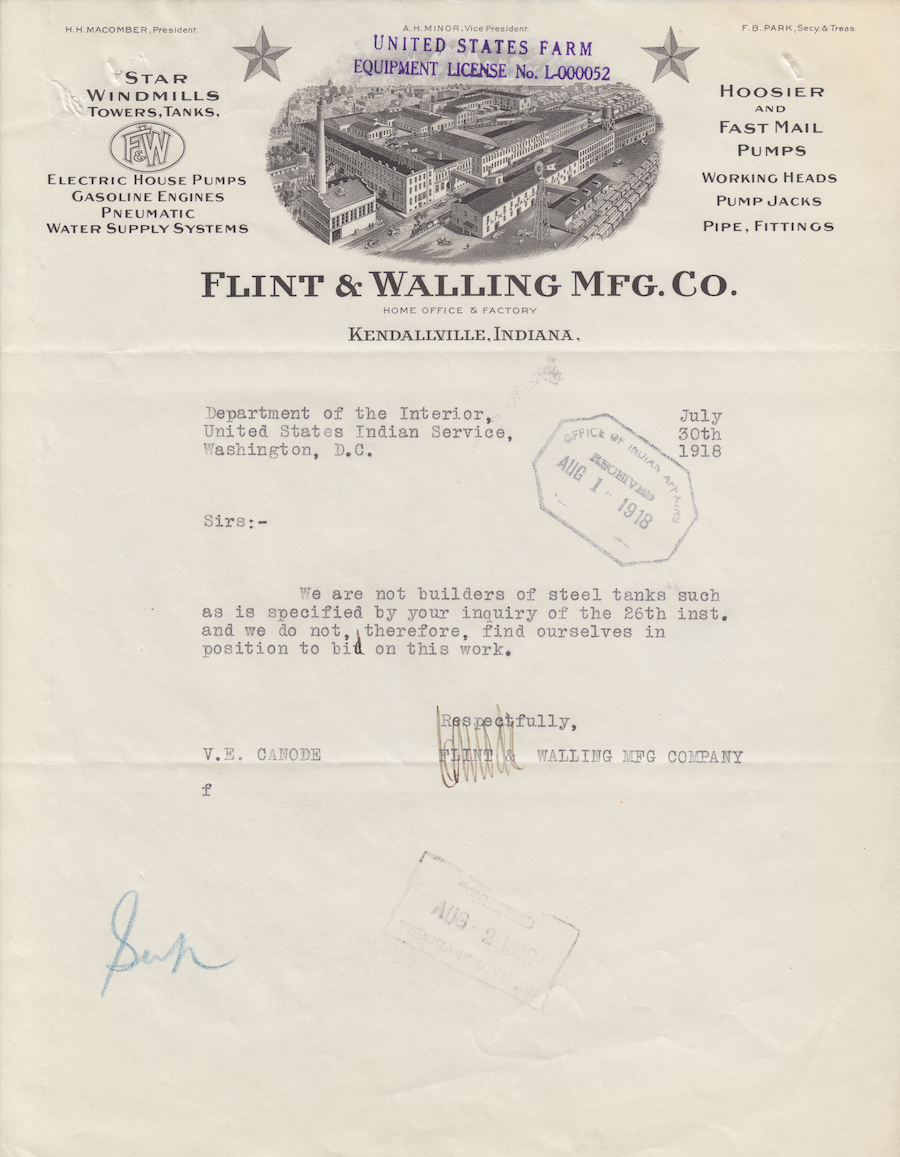 H.H. MACOMBER, President.
A.H. MINOR, Vice President.
F.B. PARK, Secy. & Treas.
UNITED STATES FARM
EQUIPMENT LICENSE No. L-000052
STAR
WINDMILLS
TOWERS, TANKS,
F&W
ELECTRIC HOUSE PUMPS
GASOLINE ENGINES
PNEUMATIC
WATER SUPPLY SYSTEMS
HOOSIER
AND
FAST MAIL
PUMPS
WORKING HEADS
PUMP JACKS
PIPE, FITTINGS
FLINT & WALLING MFG. CO.
HOME OFFICE & FACTORY
KENDALLVILLE, INDIANA.
Department of the Interior,
United States Indian Service,
Washington, D.C.
July
30th
1918
OFFICE OF INDIAN AFFAIRS
RECEIVED
AUG 1 - 1918
Sirs:-
We are not builders of steel tanks such
as is specified by your inquiry of the 26th inst.
and we do not, therefore, find ourselves in
position to bid on this work.
Respectfully,
V.E. CANODE
FLINT & WALLING MFG COMPANY
Canode
f
RECEIVED
AUG - 2 1918